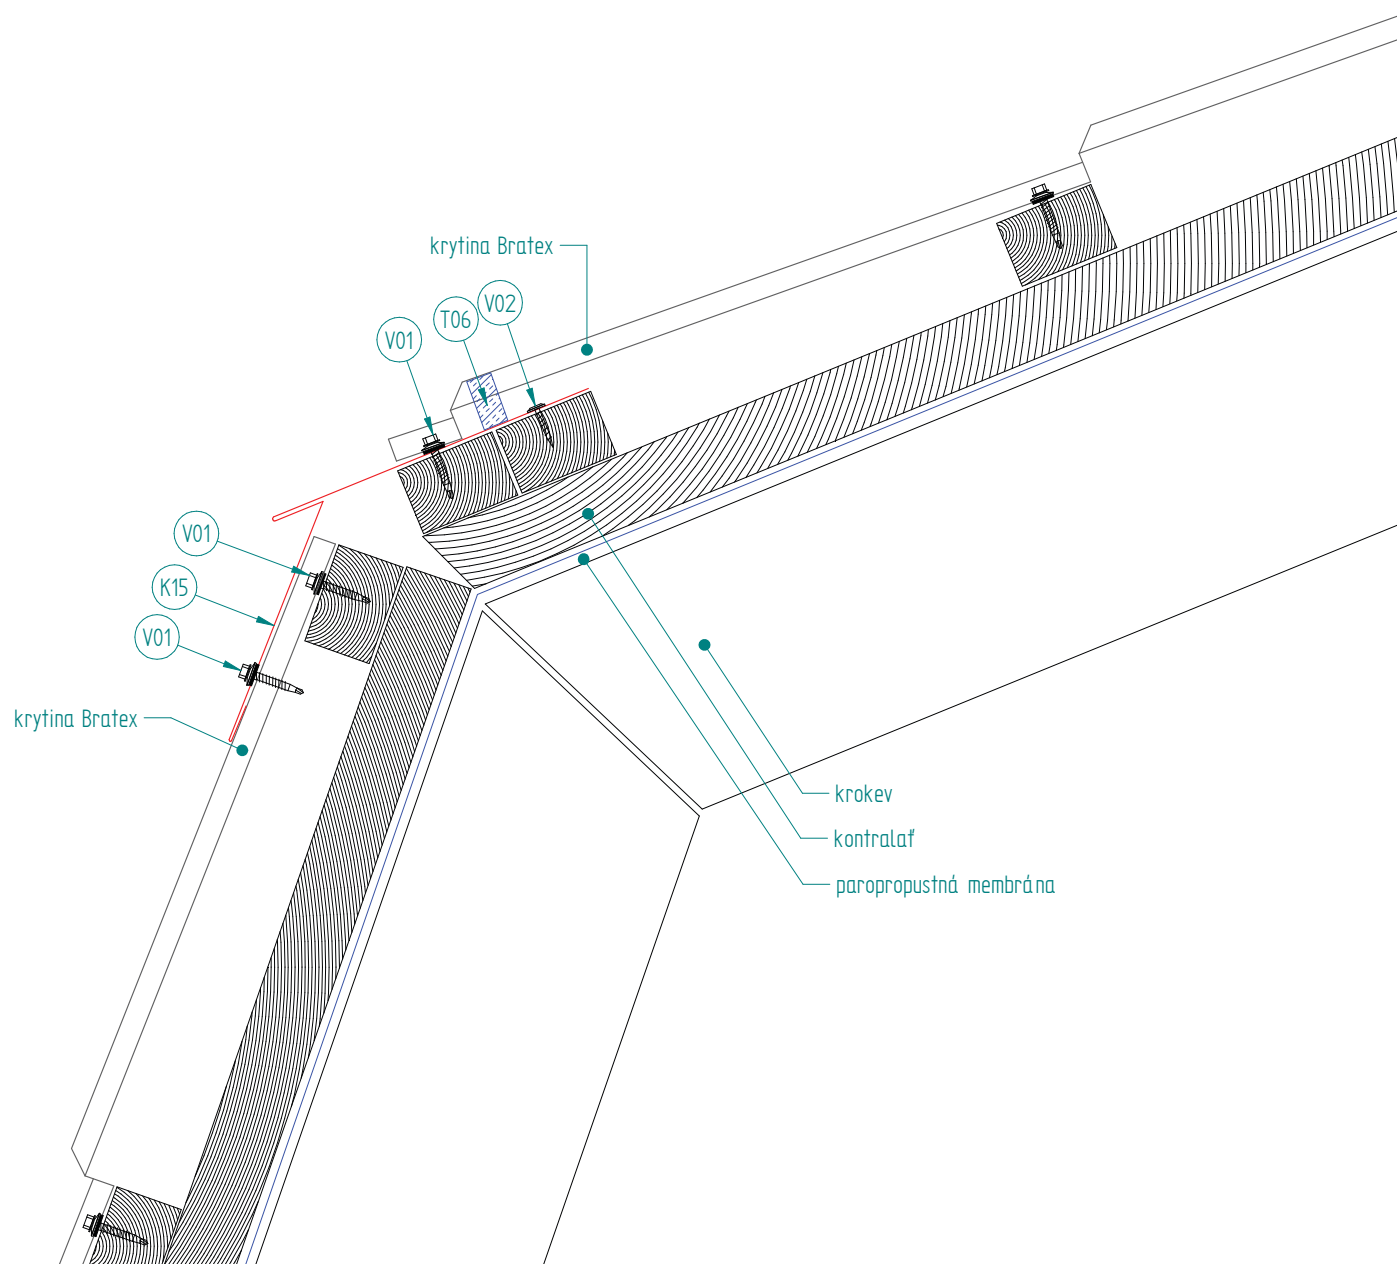 krytina Bratex
V02
T06
V01
V01
K15
V01
krytina Bratex
krokev
kontralať
paropropustná membrána